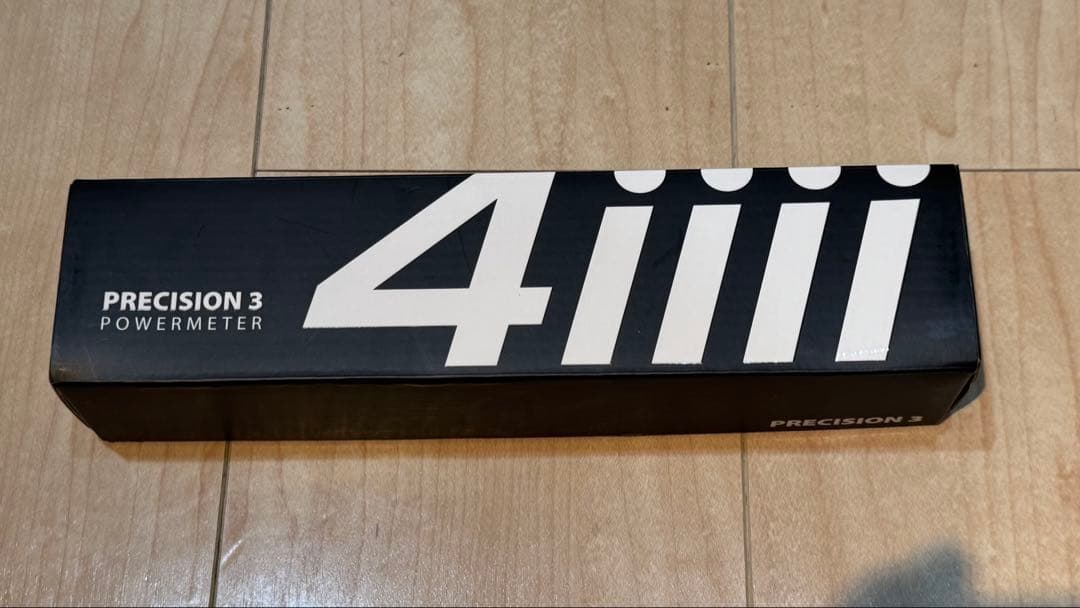 4iiii
PRECISION 3
POWERMETER
PRECISION 3